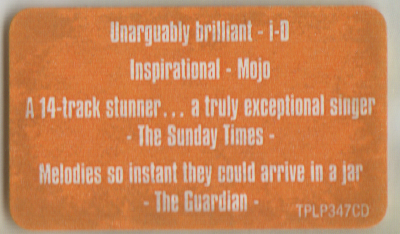 Unarguably brilliant - i-D
Inspirational - Mojo
A 14-track stunner... a truly exceptional singer
- The Sunday Times -
Melodies so instant they could arrive in a jar
- The Guardian -
TPLP347CD